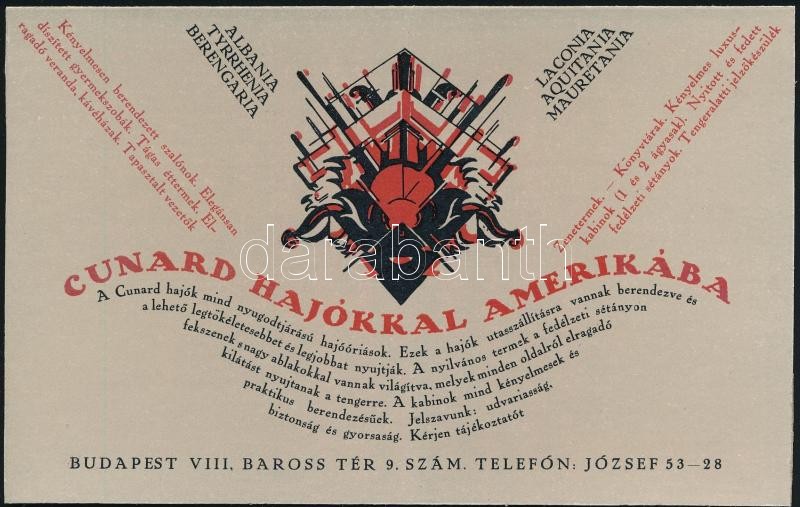 Kényelmesen berendezett szalónok. Elegánsan
díszített gyermekszobák. Tágas éttermek. El-
ragadó veranda, kávéházak. Tapasztalt vezetők
ALBANIA
TYRRHENIA
BERENGARIA
LACONIA
AQUITANIA
MAURETANIA
Zenetermek. — Könyvtárak. Kényelmes luxus-
kabinok (1 és 2 ágyasak). Nyitott és fedett
fedélzeti sétányok. Tengeralatti jelzőkészülék
darabanth
CUNARD HAJÓKKAL AMERIKÁBA
A Cunard hajók mind nyugodtjárású hajóóriások. Ezek a hajók utasszállításra vannak berendezve és
a lehető legtökéletesebbet és legjobbat nyujtják. A nyilvános termek a fedélzeti sétányon
fekszenek s nagy ablakokkal vannak világítva, melyek minden oldalról elragadó
kilátást nyujtanak a tengerre. A kabinok mind kényelmesek és
praktikus berendezésűek. Jelszavunk: udvariasság,
biztonság és gyorsaság. Kérjen tájékoztatót
BUDAPEST VIII, BAROSS TÉR 9. SZÁM. TELEFÓN: JÓZSEF 53—28